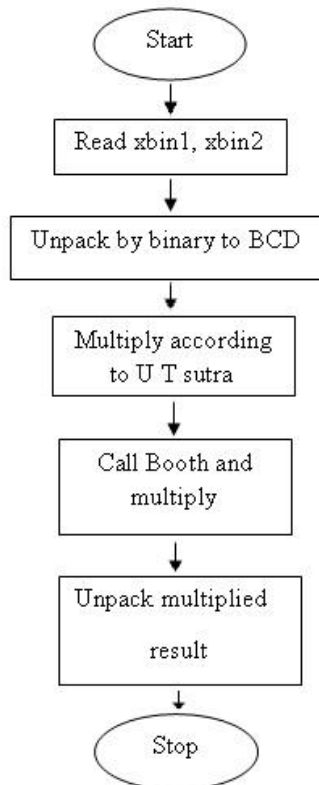 Start
Read xbin1, xbin2
Unpack by binary to BCD
Multiply according
to U T sutra
Call Booth and
multiply
Unpack multiplied
result
Stop